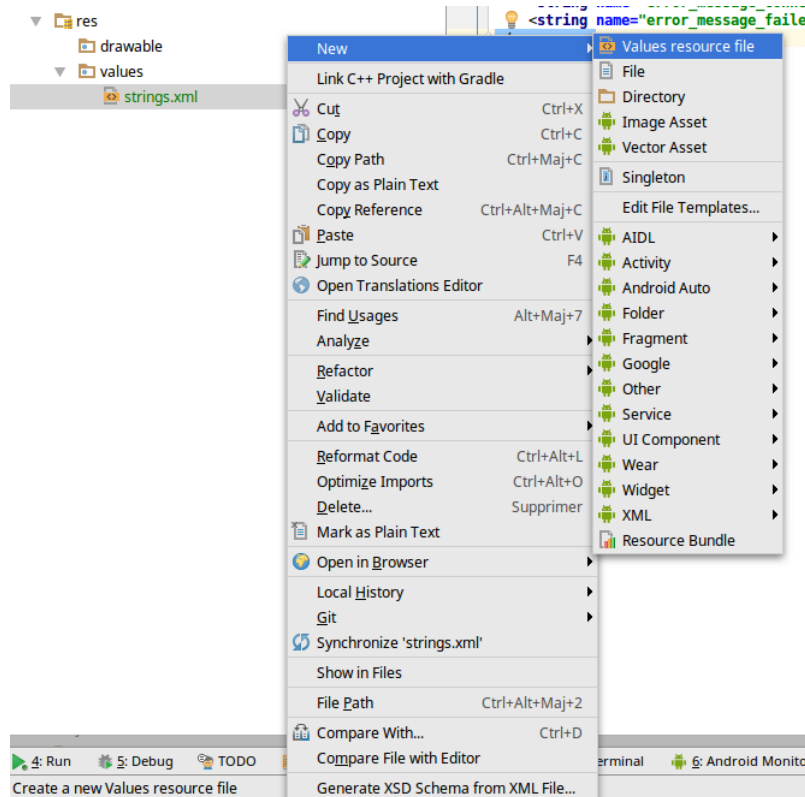 <string name="error_message_faile
res
drawable
values
strings.xml
New
Link C++ Project with Gradle
Cut Ctrl+X
Copy Ctrl+C
Copy Path Ctrl+Maj+C
Copy as Plain Text
Copy Reference Ctrl+Alt+Maj+C
Paste Ctrl+V
Jump to Source F4
Open Translations Editor
Find Usages Alt+Maj+7
Analyze
Refactor
Validate
Add to Favorites
Reformat Code Ctrl+Alt+L
Optimize Imports Ctrl+Alt+O
Delete... Supprimer
Mark as Plain Text
Open in Browser
Local History
Git
Synchronize 'strings.xml'
Show in Files
File Path Ctrl+Alt+Maj+2
Compare With... Ctrl+D
Compare File with Editor
Generate XSD Schema from XML File...
Values resource file
File
Directory
Image Asset
Vector Asset
Singleton
Edit File Templates...
AIDL
Activity
Android Auto
Folder
Fragment
Google
Other
Service
UI Component
Wear
Widget
XML
Resource Bundle
4: Run 5: Debug TODO erminal 6: Android Monito
Create a new Values resource file